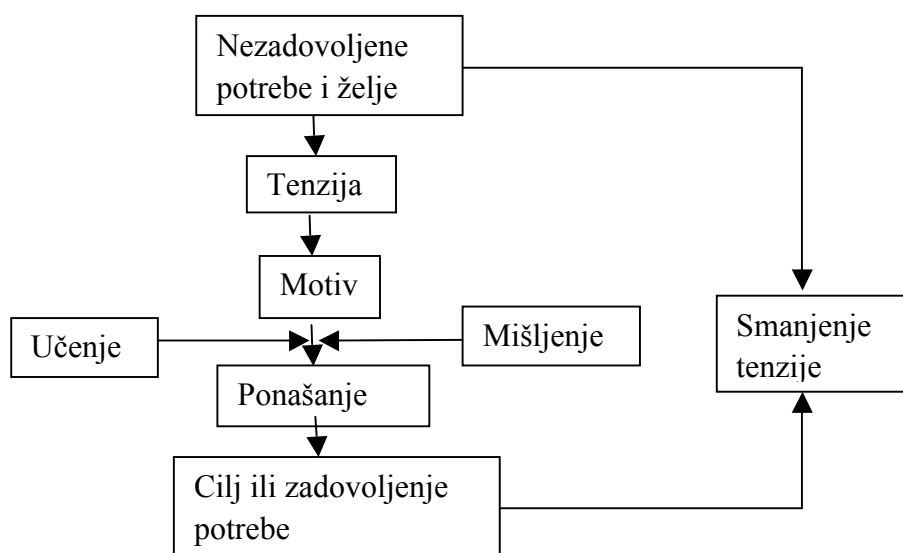 Nezadovoljene
potrebe i želje
Tenzija
Motiv
Učenje
Mišljenje
Smanjenje
tenzije
Ponašanje
Cilj ili zadovoljenje
potrebe